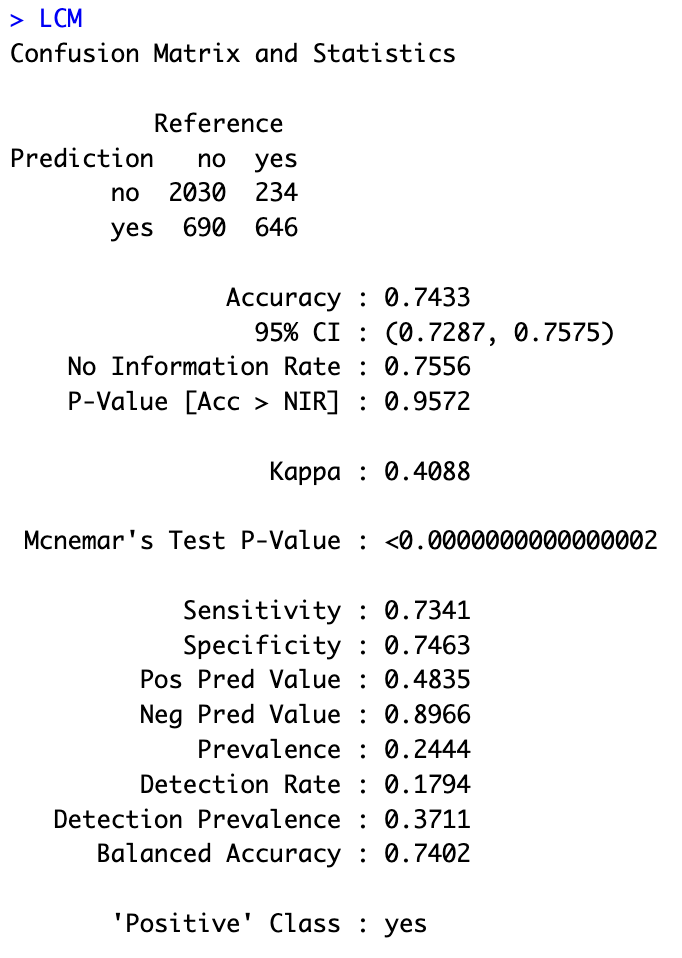 > LCM
Confusion Matrix and Statistics
Reference
Prediction no yes
no 2030 234
yes 690 646
Accuracy : 0.7433
95% CI : (0.7287, 0.7575)
No Information Rate : 0.7556
P-Value [Acc > NIR] : 0.9572
Kappa : 0.4088
Mcnemar's Test P-Value : <0.0000000000000002
Sensitivity : 0.7341
Specificity : 0.7463
Pos Pred Value : 0.4835
Neg Pred Value : 0.8966
Prevalence : 0.2444
Detection Rate : 0.1794
Detection Prevalence : 0.3711
Balanced Accuracy : 0.7402
'Positive' Class : yes